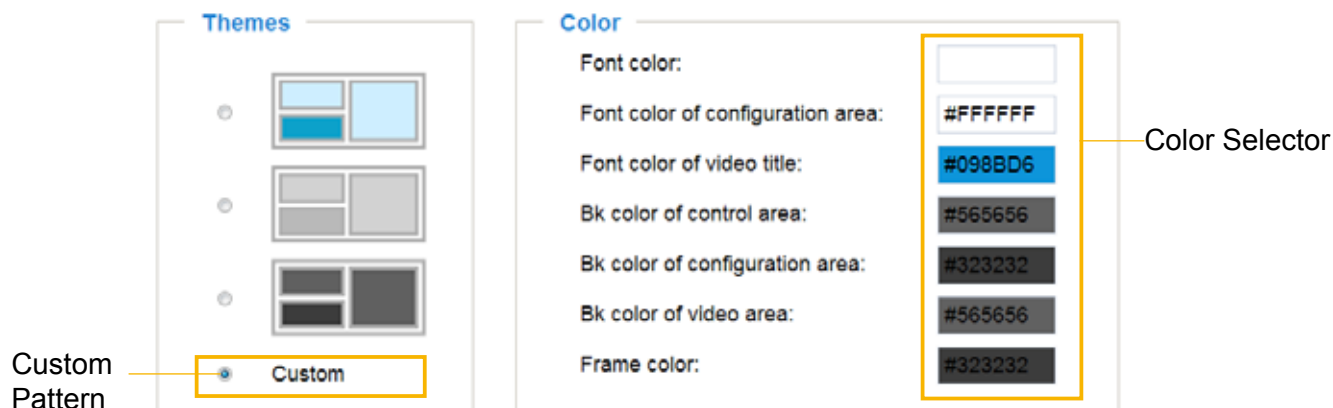 Themes
Custom
Custom
Pattern
Color
Font color:
Font color of configuration area: #FFFFFF
Font color of video title: #098BD6
Bk color of control area: #565656
Bk color of configuration area: #323232
Bk color of video area: #565656
Frame color: #323232
Color Selector